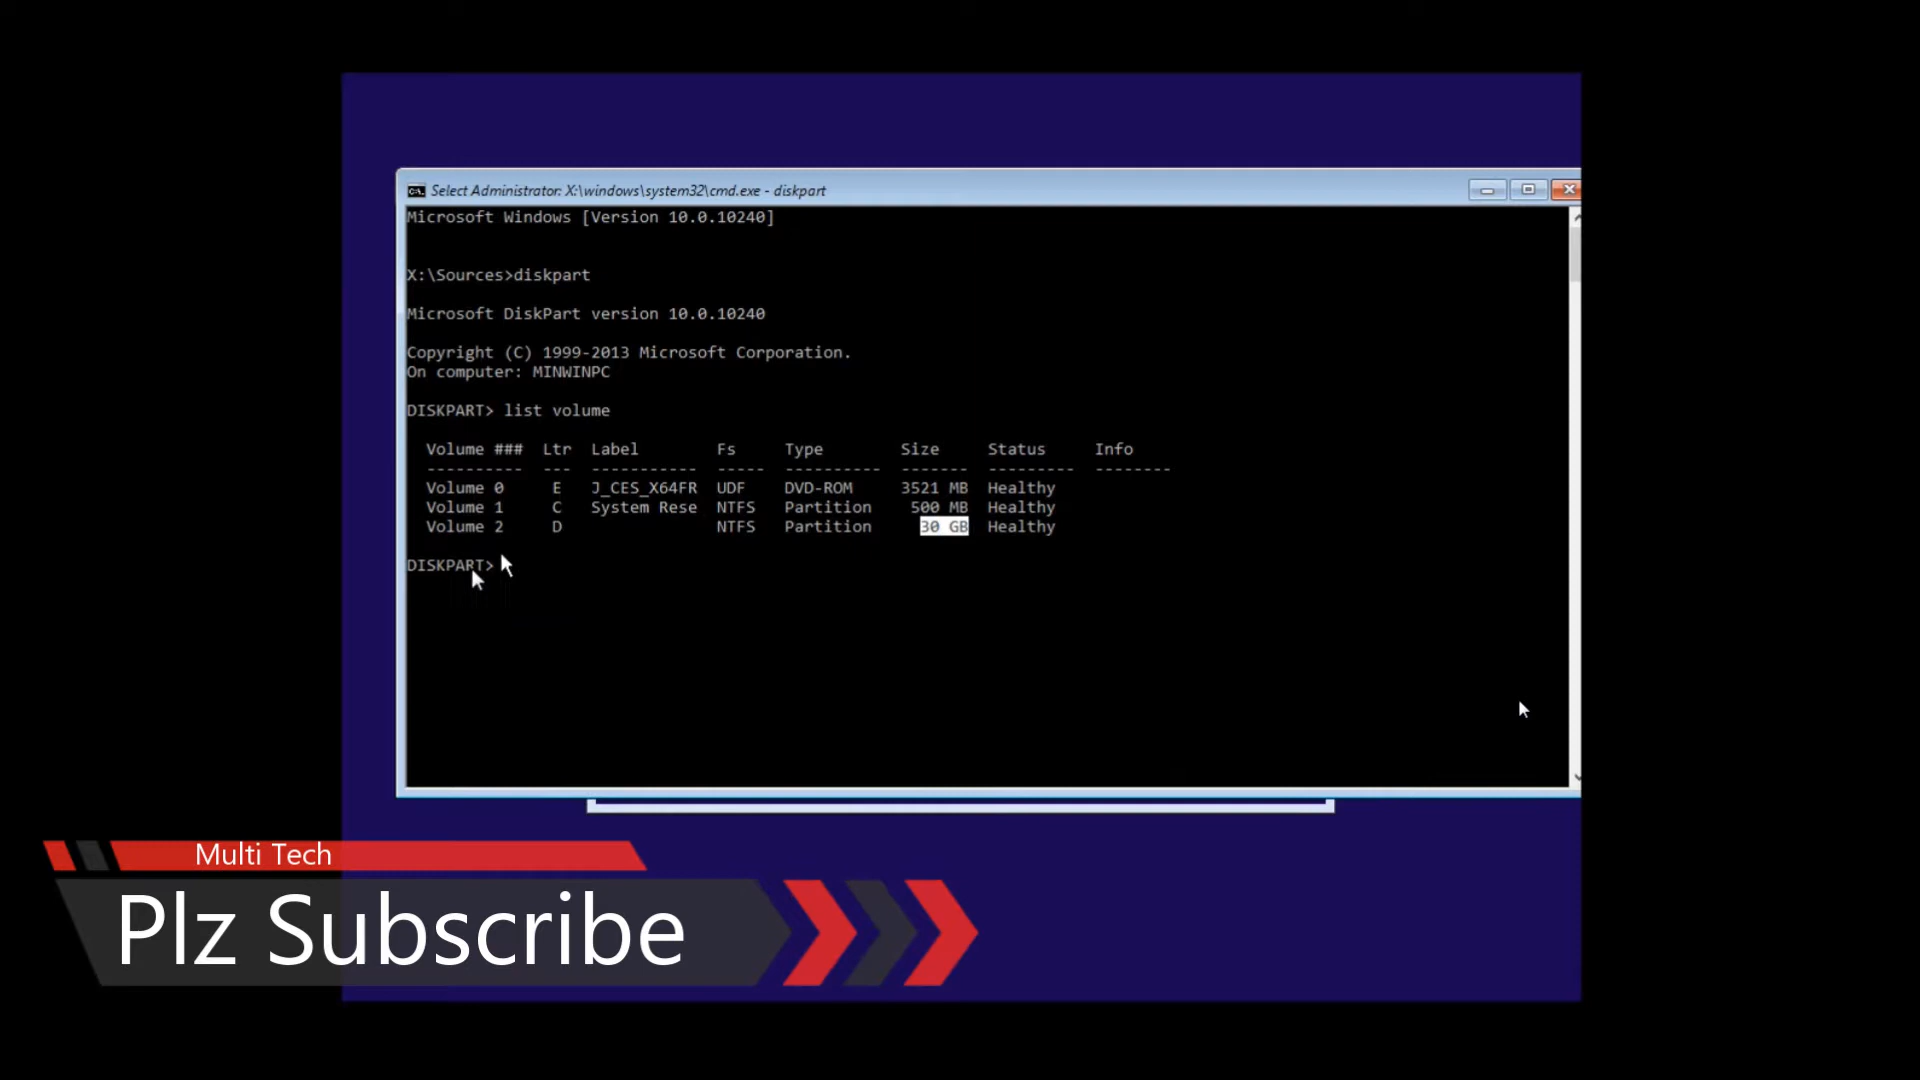 Select Administrator: X:\windows\system32\cmd.exe - diskpart
Microsoft Windows [Version 10.0.10240]
X:\Sources>diskpart
Microsoft DiskPart version 10.0.10240
Copyright (C) 1999-2013 Microsoft Corporation.
On computer: MINWINPC
DISKPART> list volume
Volume ### Ltr Label Fs Type Size Status Info
---------- --- ----------- ----- ---------- ------- --------- --------
Volume 0 E J_CES_X64FR UDF DVD-ROM 3521 MB Healthy
Volume 1 C System Rese NTFS Partition 500 MB Healthy
Volume 2 D NTFS Partition 30 GB Healthy
DISKPART>
Multi Tech
Plz Subscribe